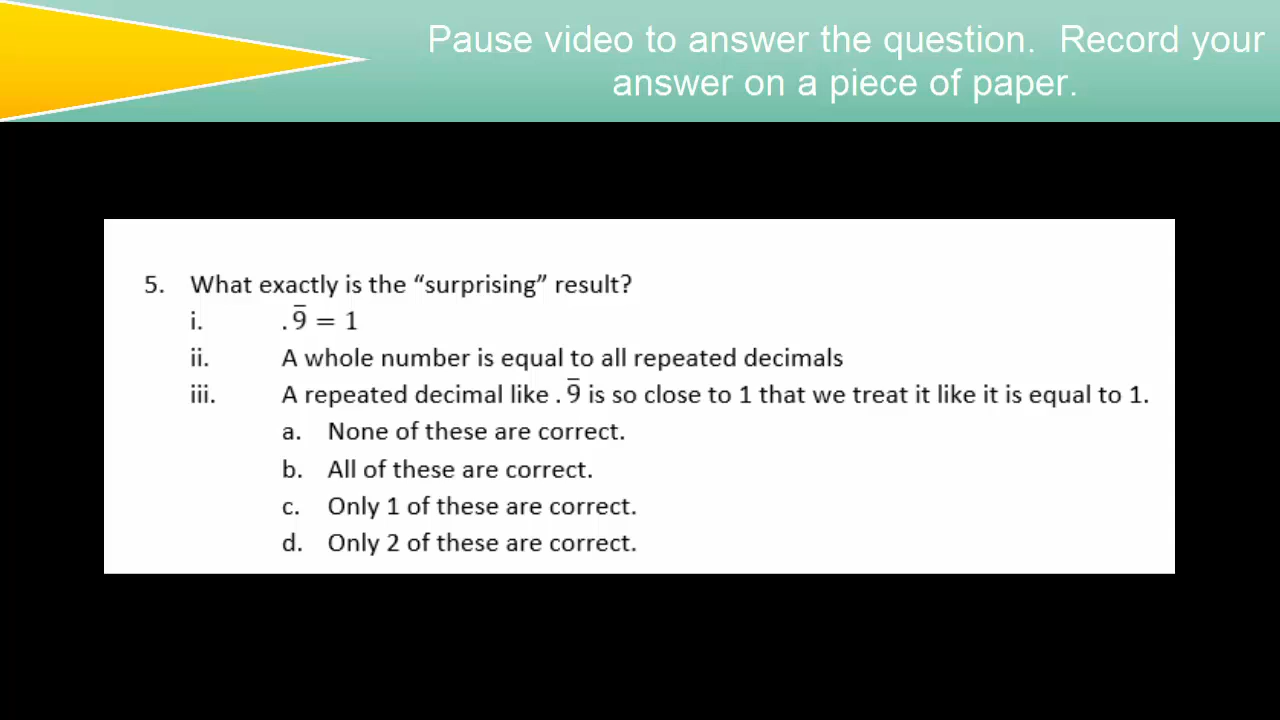 Pause video to answer the question.  Record your
answer on a piece of paper.
5. What exactly is the “surprising” result?
i. .9̅ = 1
ii. A whole number is equal to all repeated decimals
iii. A repeated decimal like .9̅ is so close to 1 that we treat it like it is equal to 1.
a. None of these are correct.
b. All of these are correct.
c. Only 1 of these are correct.
d. Only 2 of these are correct.